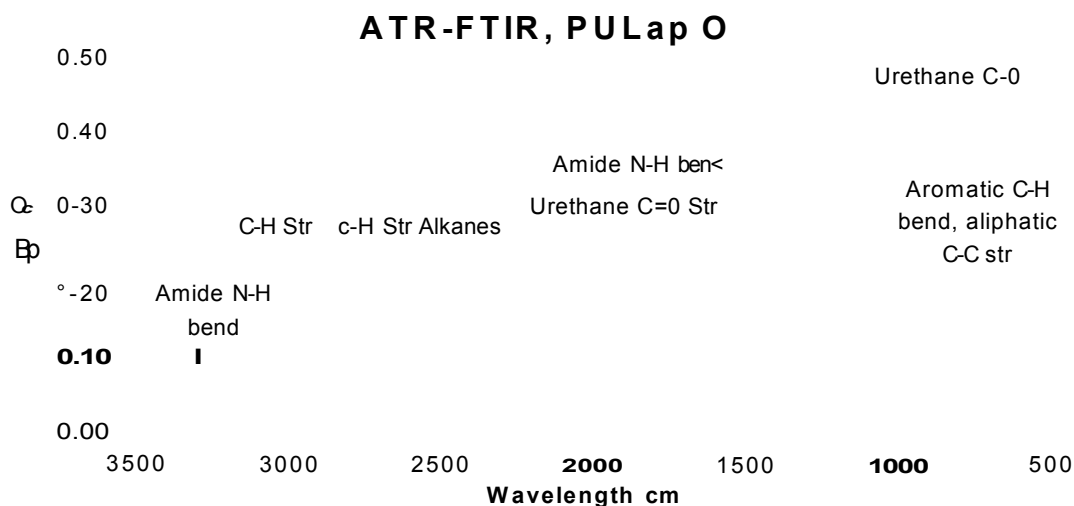 ATR-FTIR, PULap O
0.50
Urethane C-0
0.40
Amide N-H ben<
Aromatic C-H
0-30
Urethane C=0 Str
C-H Str c-H Str Alkanes
bend, aliphatic
C-C str
°-20
Amide N-H
bend
0.10
I
0.00
3500 3000 2500 2000 1500 1000 500
Wavelength cm